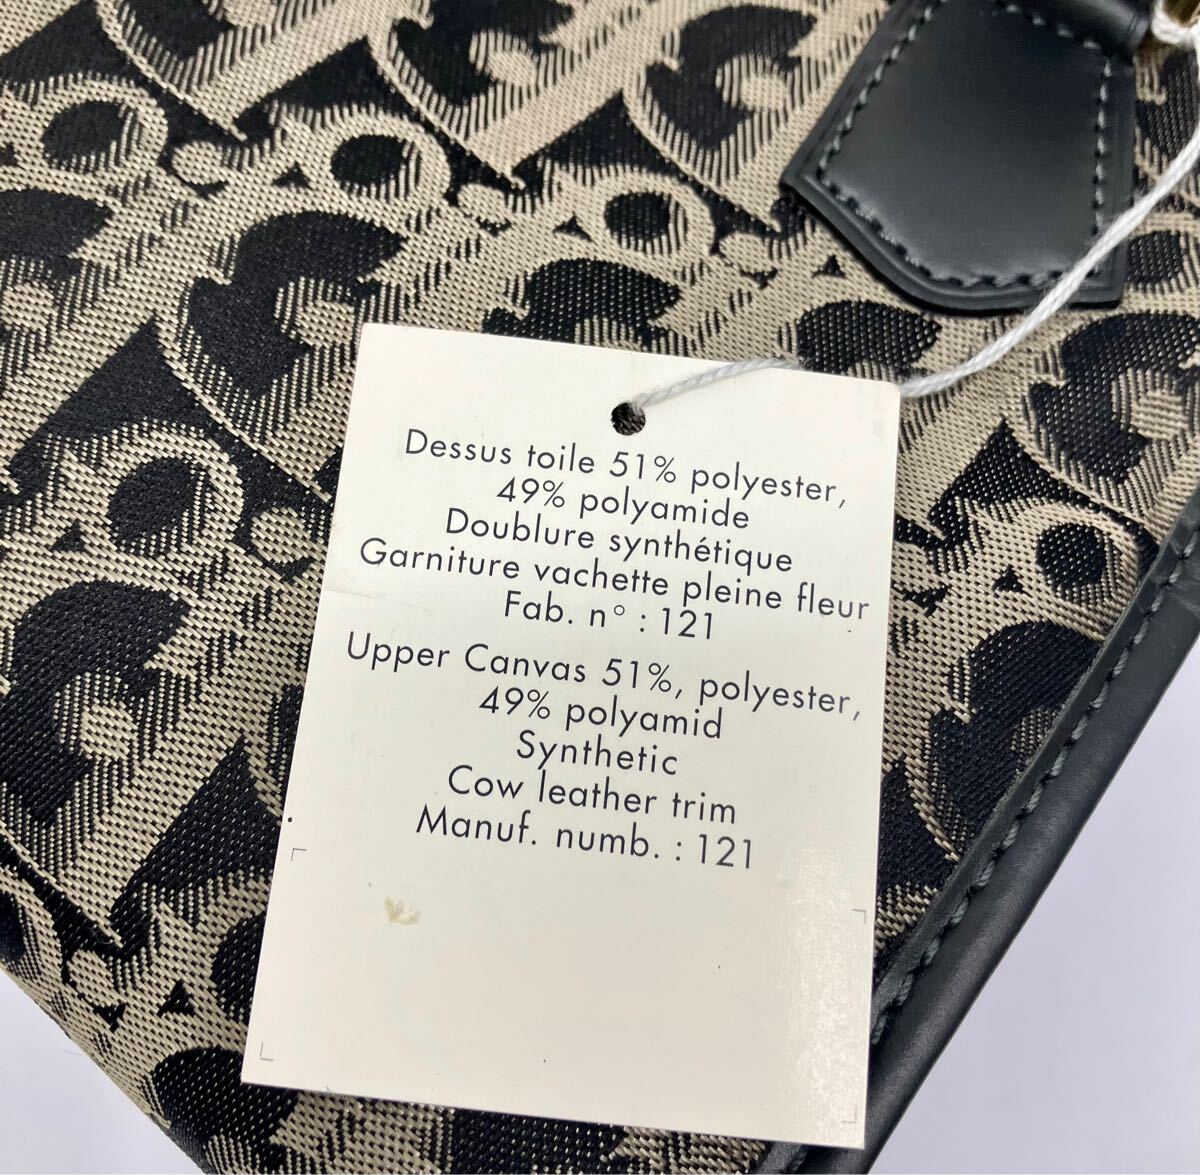 Dessus toile 51% polyester,
49% polyamide
Doublure synthétique
Garniture vachette pleine fleur
Fab. n° : 121
Upper Canvas 51%, polyester,
49% polyamid
Synthetic
Cow leather trim
Manuf. numb. : 121